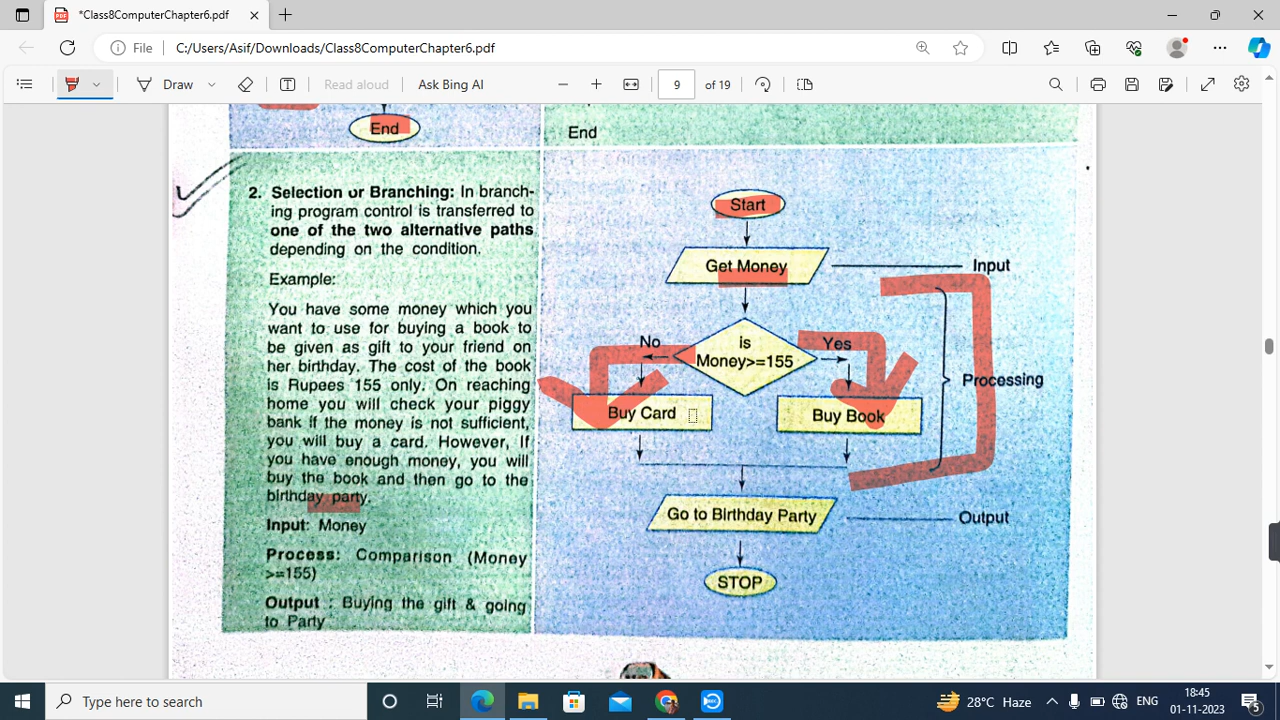 *Class8ComputerChapter6.pdf
File
C:/Users/Asif/Downloads/Class8ComputerChapter6.pdf
Draw
Read aloud
Ask Bing AI
9
of 19
End
End
2. Selection or Branching: In branch-
ing program control is transferred to
one of the two alternative paths
depending on the condition.
Example:
You have some money which you
want to use for buying a book to
be given as gift to your friend on
her birthday. The cost of the book
is Rupees 155 only. On reaching
home you will check your piggy
bank if the money is not sufficient,
you will buy a card. However, If
you have enough money, you will
buy the book and then go to the
birthday party.
Input: Money
Process: Comparison (Money
>=155)
Output : Buying the gift & going
to Party
Start
Get Money
Input
No
is
Money>=155
Yes
Processing
Buy Card
Buy Book
Go to Birthday Party
Output
STOP
Type here to search
28°C Haze
ENG
18:45
01-11-2023
5